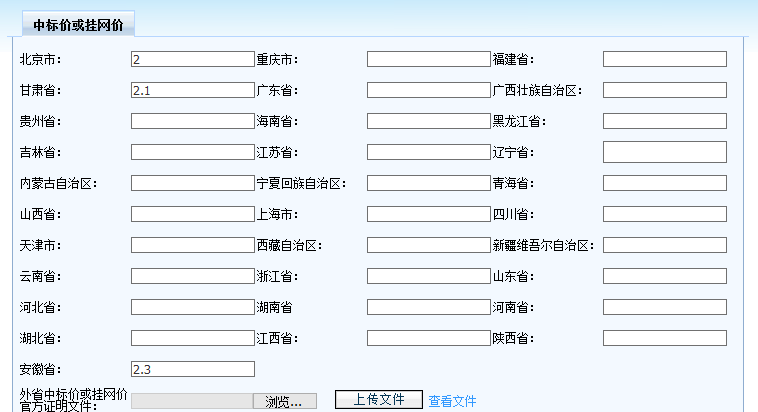 中标价或挂网价
北京市： 2 重庆市： 福建省：
甘肃省： 2.1 广东省： 广西壮族自治区：
贵州省： 海南省： 黑龙江省：
吉林省： 江苏省： 辽宁省：
内蒙古自治区： 宁夏回族自治区： 青海省：
山西省： 上海市： 四川省：
天津市： 西藏自治区： 新疆维吾尔自治区：
云南省： 浙江省： 山东省：
河北省： 湖南省 河南省：
湖北省： 江西省： 陕西省：
安徽省： 2.3
外省中标价或挂网价
官方证明文件： 浏览... 上传文件 查看文件